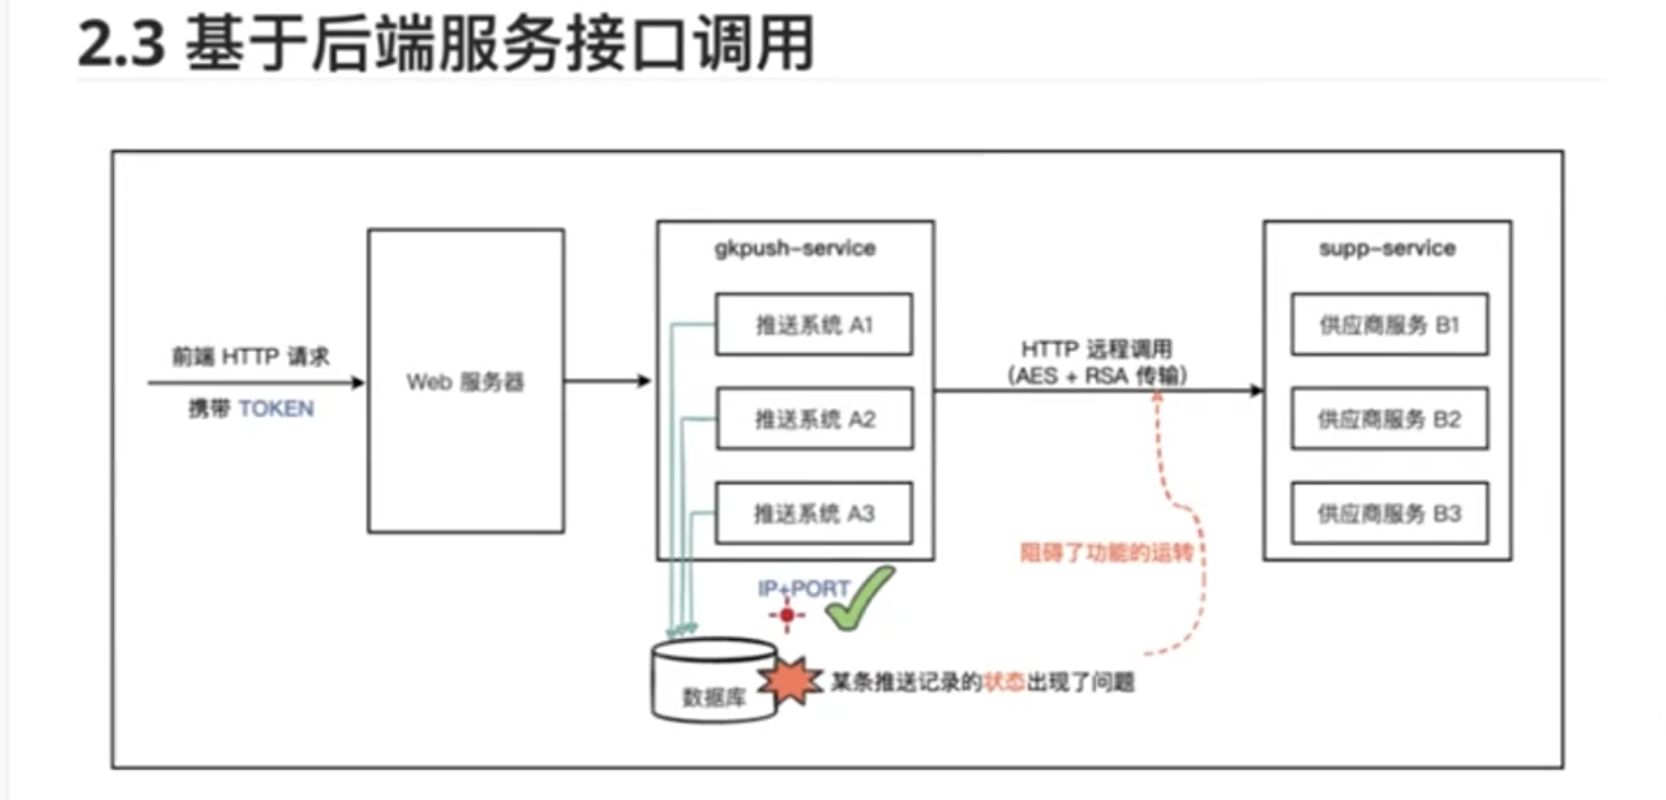 2.3 基于后端服务接口调用
gkpush-service
supp-service
推送系统 A1
供应商服务 B1
前端 HTTP 请求
HTTP 远程调用
(AES + RSA 传输)
Web 服务器
携带 TOKEN
推送系统 A2
供应商服务 B2
推送系统 A3
供应商服务 B3
阻碍了功能的运转
IP+PORT
数据库
某条推送记录的状态出现了问题